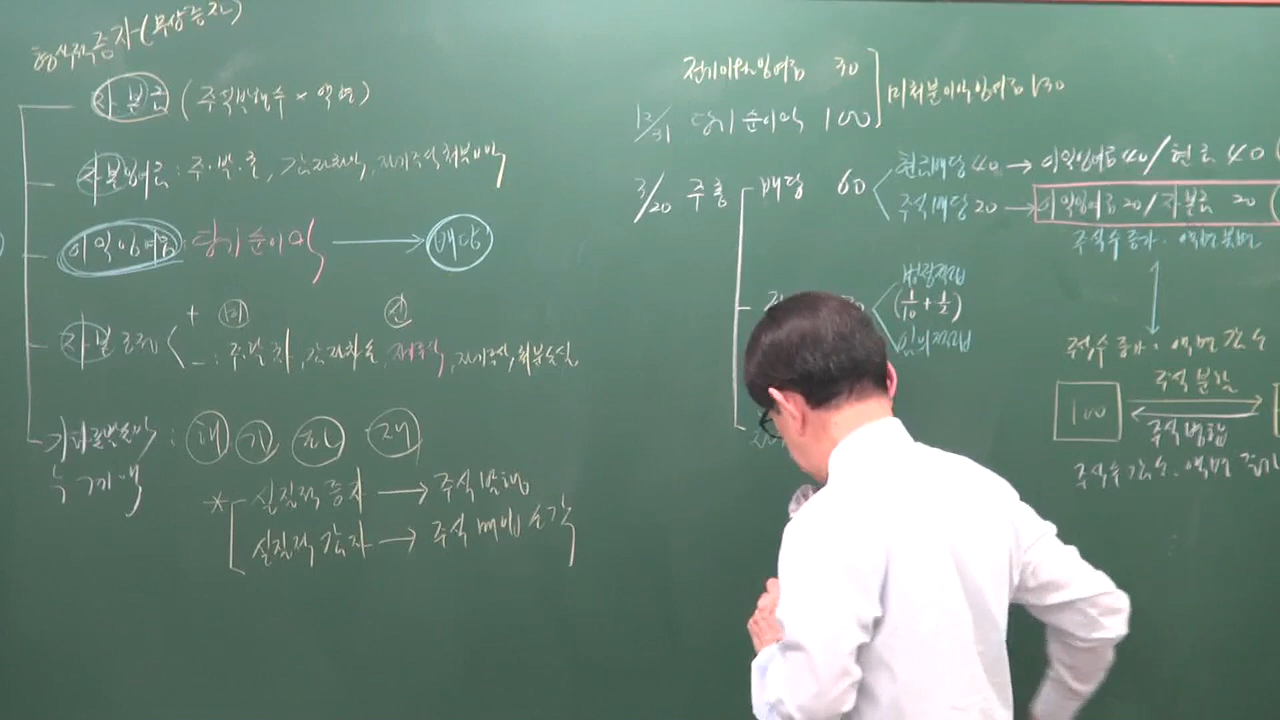 형식적증자(무상증자)
자본금 (주식발행수 × 액면)
자본잉여금 : 주·발·초, 감자차익, 자기주식처분이익
이익잉여금 : 당기순이익 → 배당
자본조정
+ 미 신
- : 주발차, 감자차손, 자기주식, 자기주식처분손실
기타포괄손익 : 해 기 현 재
누계액
* 실질적 증자 → 주식발행
실질적 감자 → 주식 매입 소각
전기이월잉여금 30
미처분이익잉여금 130
12/31 당기순이익 100
3/20 주총
배당 60
현금배당 40 → 이익잉여금 40 / 현금 40
주식배당 20 → 이익잉여금 20 / 자본금 20
주식수 증가·액면불변
법정적립
(1/10 + 1/2)
임의적립
주식수 증가·액면감소
100
주식분할
주식병합
주식수 감소·액면